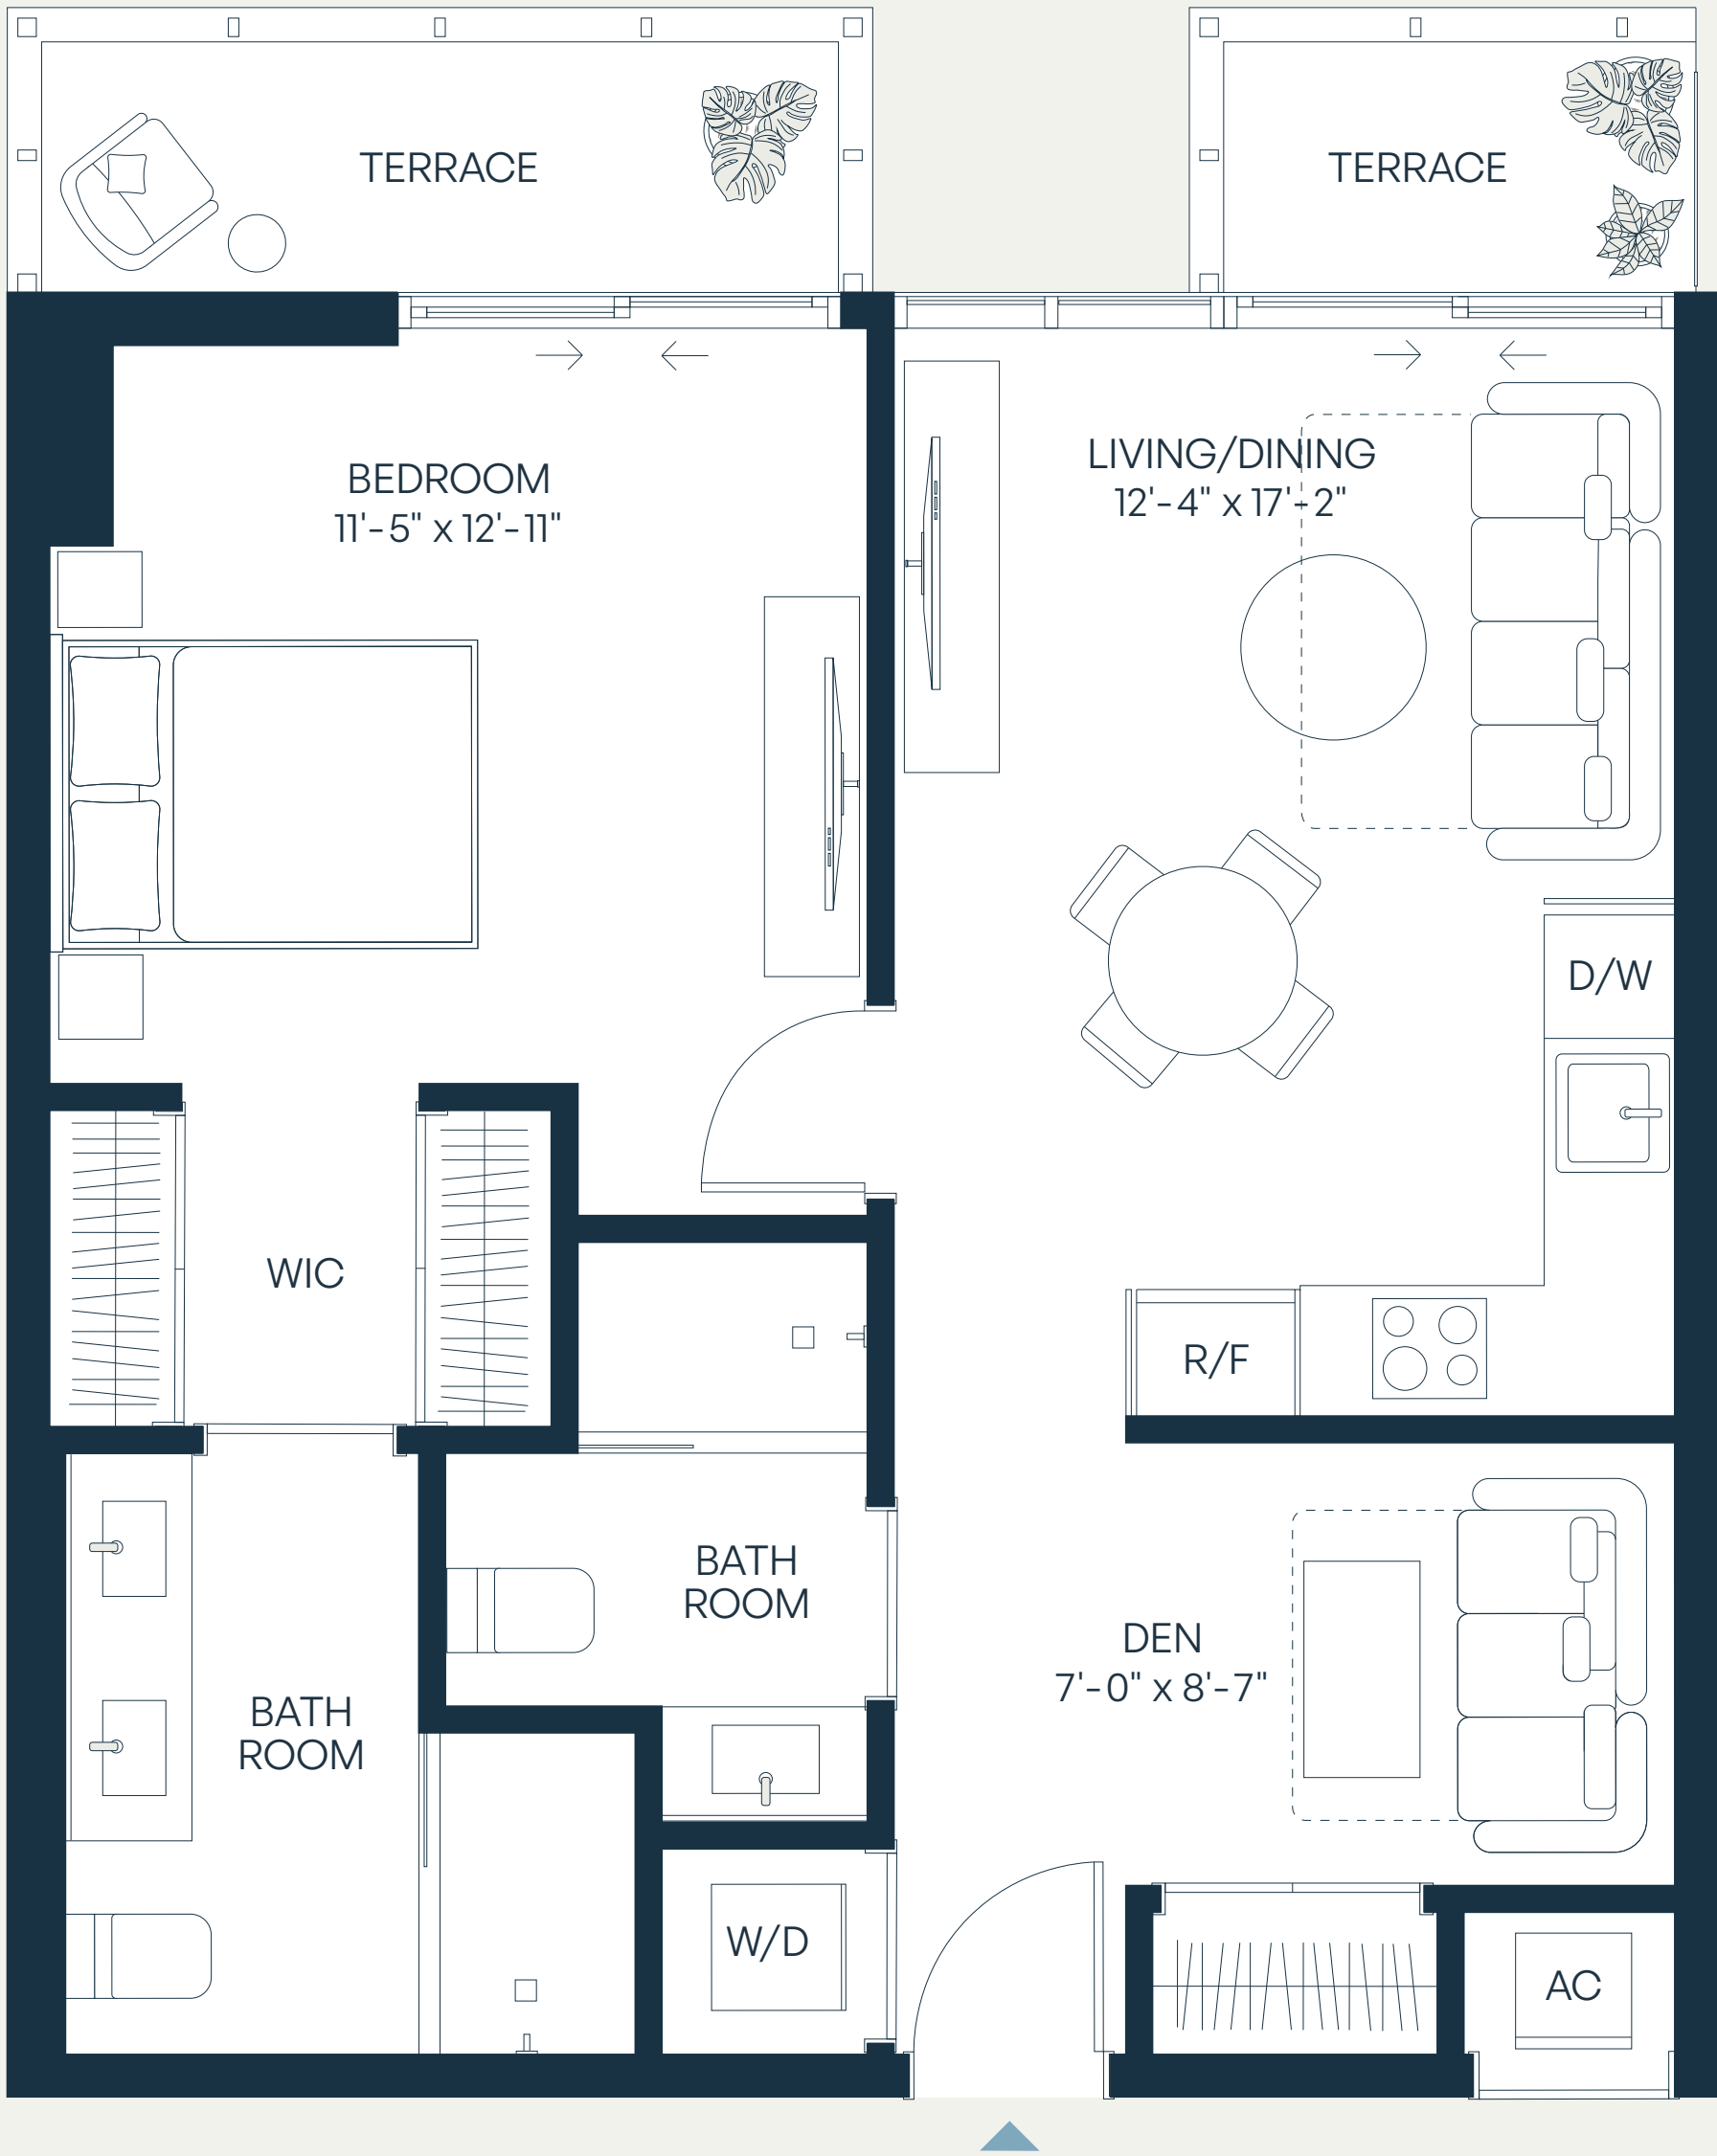 TERRACE
TERRACE
BEDROOM
11'-5" x 12'-11"
LIVING/DINING
12'-4" x 17'-2"
D/W
WIC
R/F
BATH
ROOM
DEN
7'-0" x 8'-7"
BATH
ROOM
W/D
AC